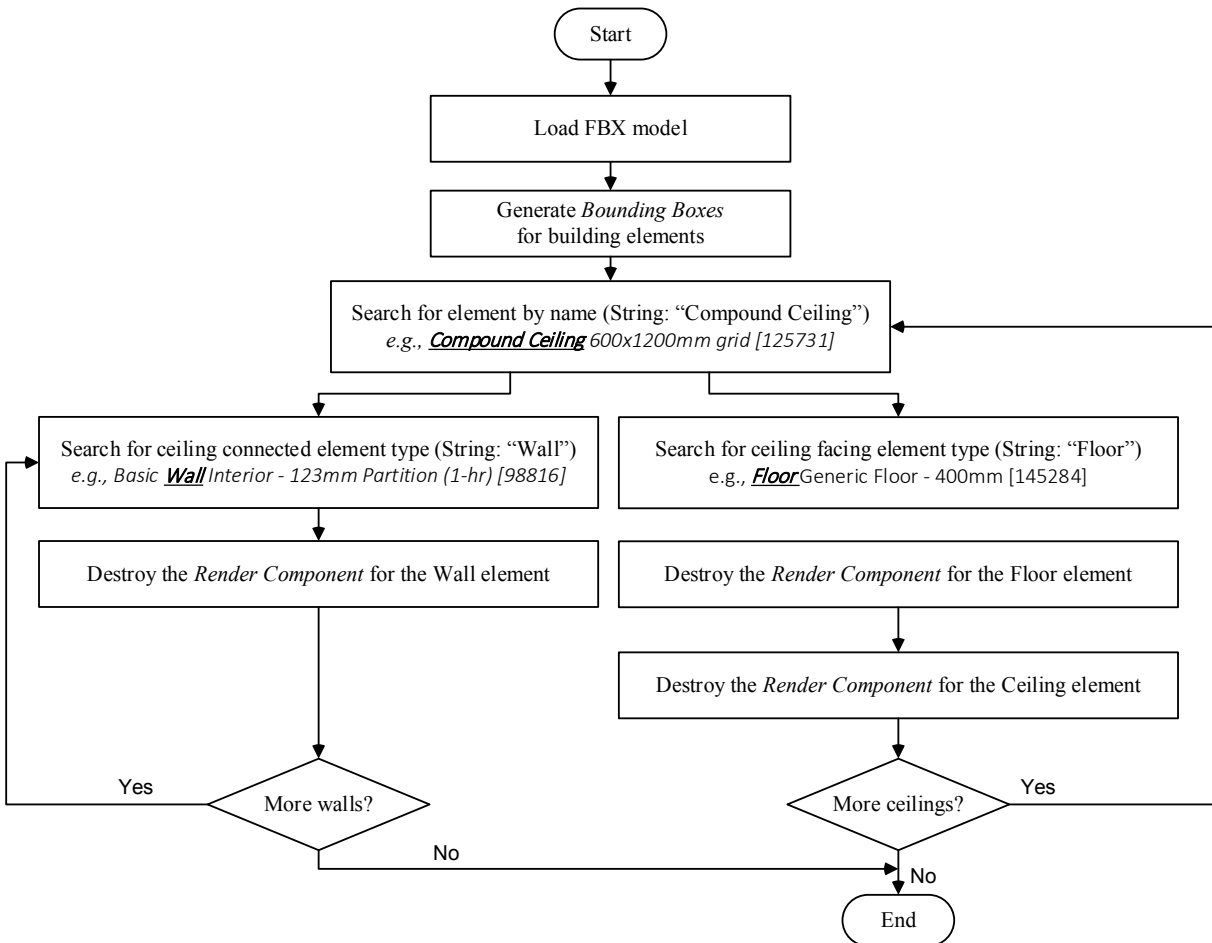 Start
Load FBX model
Generate Bounding Boxes
for building elements
Search for element by name (String: “Compound Ceiling”)
e.g., Compound Ceiling 600x1200mm grid [125731]
Search for ceiling connected element type (String: “Wall”)
e.g., Basic Wall Interior - 123mm Partition (1-hr) [98816]
Search for ceiling facing element type (String: “Floor”)
e.g., Floor Generic Floor - 400mm [145284]
Destroy the Render Component for the Wall element
Destroy the Render Component for the Floor element
Destroy the Render Component for the Ceiling element
Yes
More walls?
More ceilings?
Yes
No
No
End